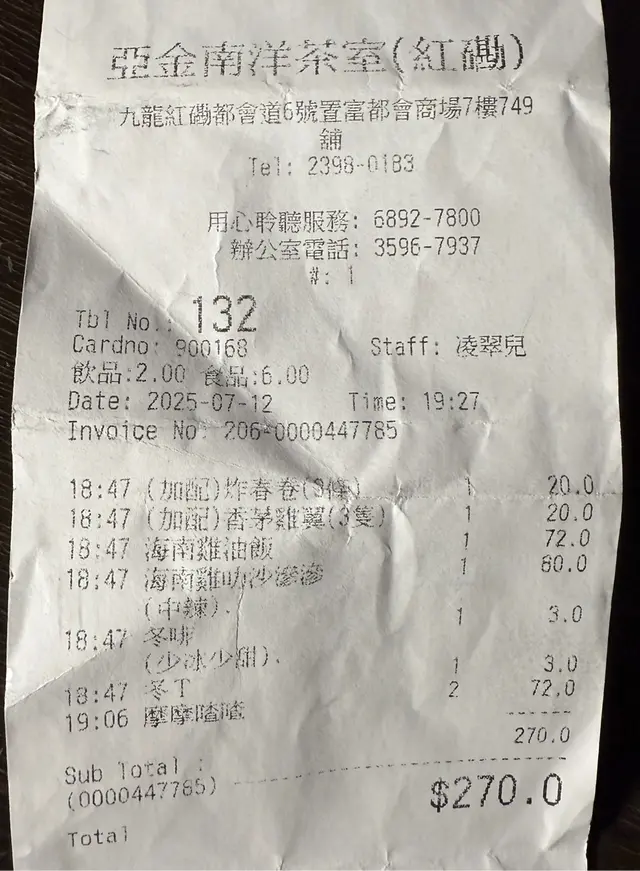 亞金南洋茶室(紅磡)
九龍紅磡都會道6號置富都會商場7樓749
舖
Tel: 2398-0183
用心聆聽服務: 6892-7800
辦公室電話: 3596-7937
#: 1
Tbl No.: 132
Cardno: 900168 Staff: 凌翠兒
飲品:2.00 食品:6.00
Date: 2025-07-12 Time: 19:27
Invoice No: 206-0000447785
18:47 (加配)炸春卷(3條) 1 20.0
18:47 (加配)香茅雞翼(3隻) 1 20.0
18:47 海南雞油飯 1 72.0
18:47 海南雞叻沙滲滲 1 80.0
(中辣).
18:47 冬啡 1 3.0
(少冰少甜).
18:47 冬T 1 3.0
19:06 摩摩喳喳 2 72.0
Sub Total : 270.0
(0000447785)
Total $270.0